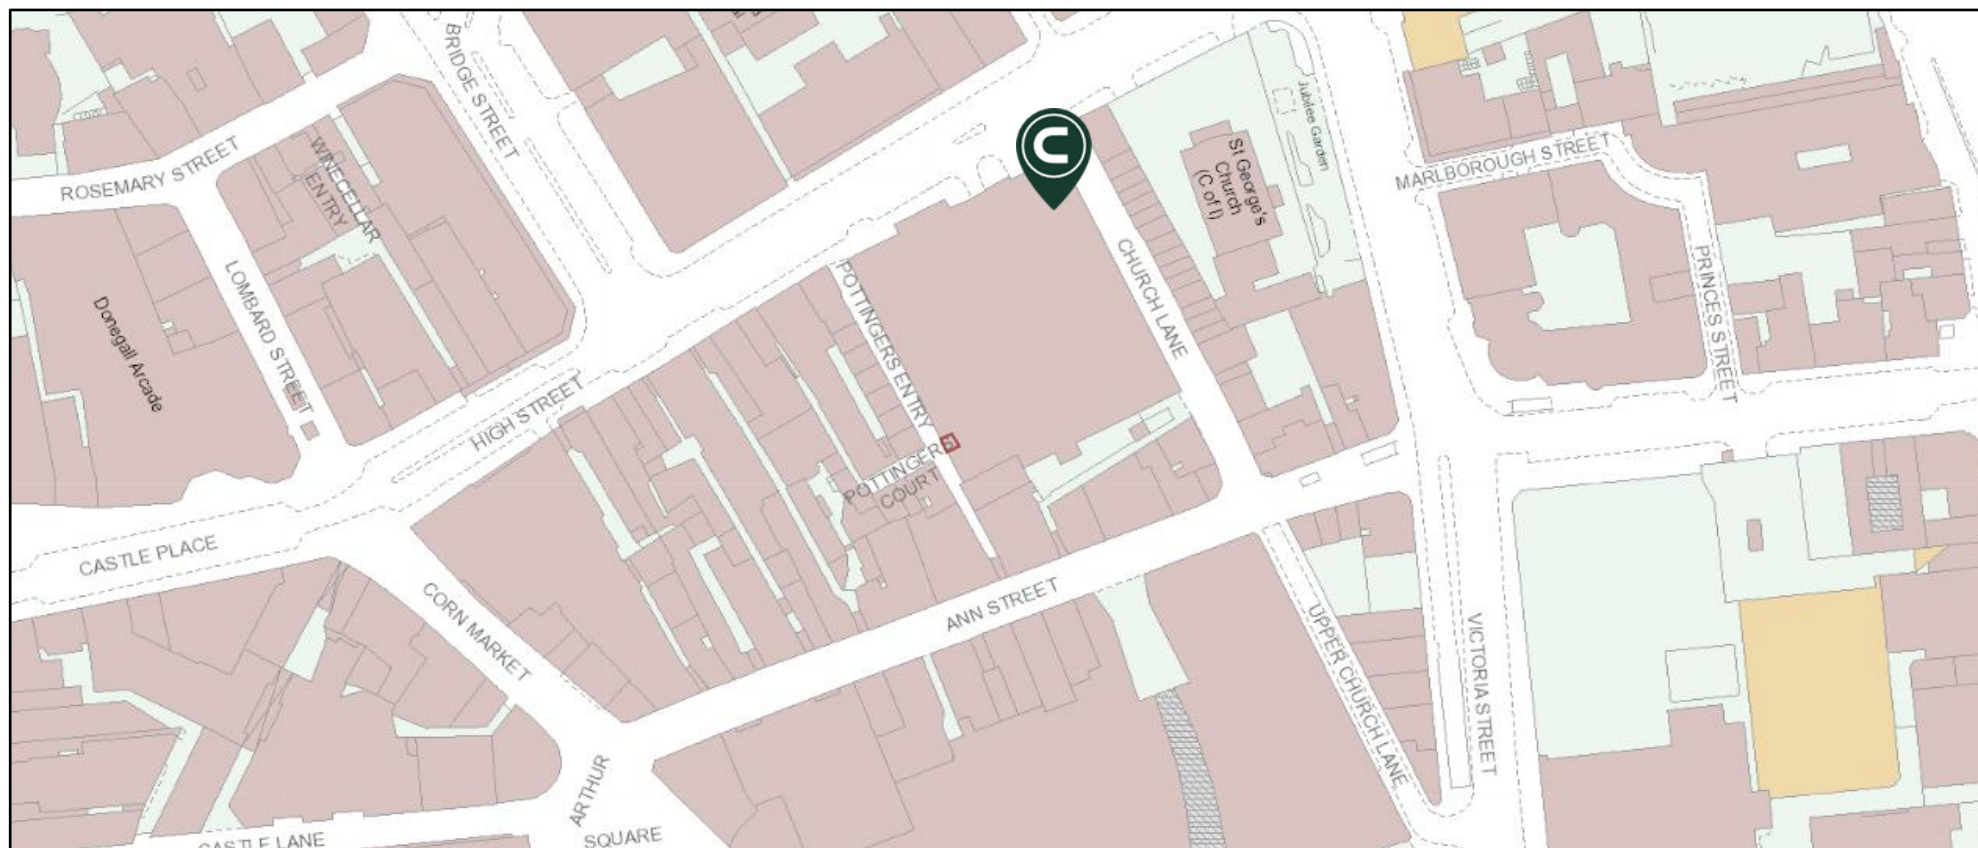 BRIDGE STREET
ROSEMARY STREET
WINECELLAR
ENTRY
LOMBARD STREET
Donegall Arcade
C
St George's
Church
(C of I)
Jubilee Garden
MARLBOROUGH STREET
PRINCES STREET
CHURCH LANE
POTTINGERS ENTRY
POTTINGER
COURT
HIGH STREET
CASTLE PLACE
CORN MARKET
ANN STREET
UPPER CHURCH LANE
VICTORIA STREET
ARTHUR
SQUARE
CASTLE LANE